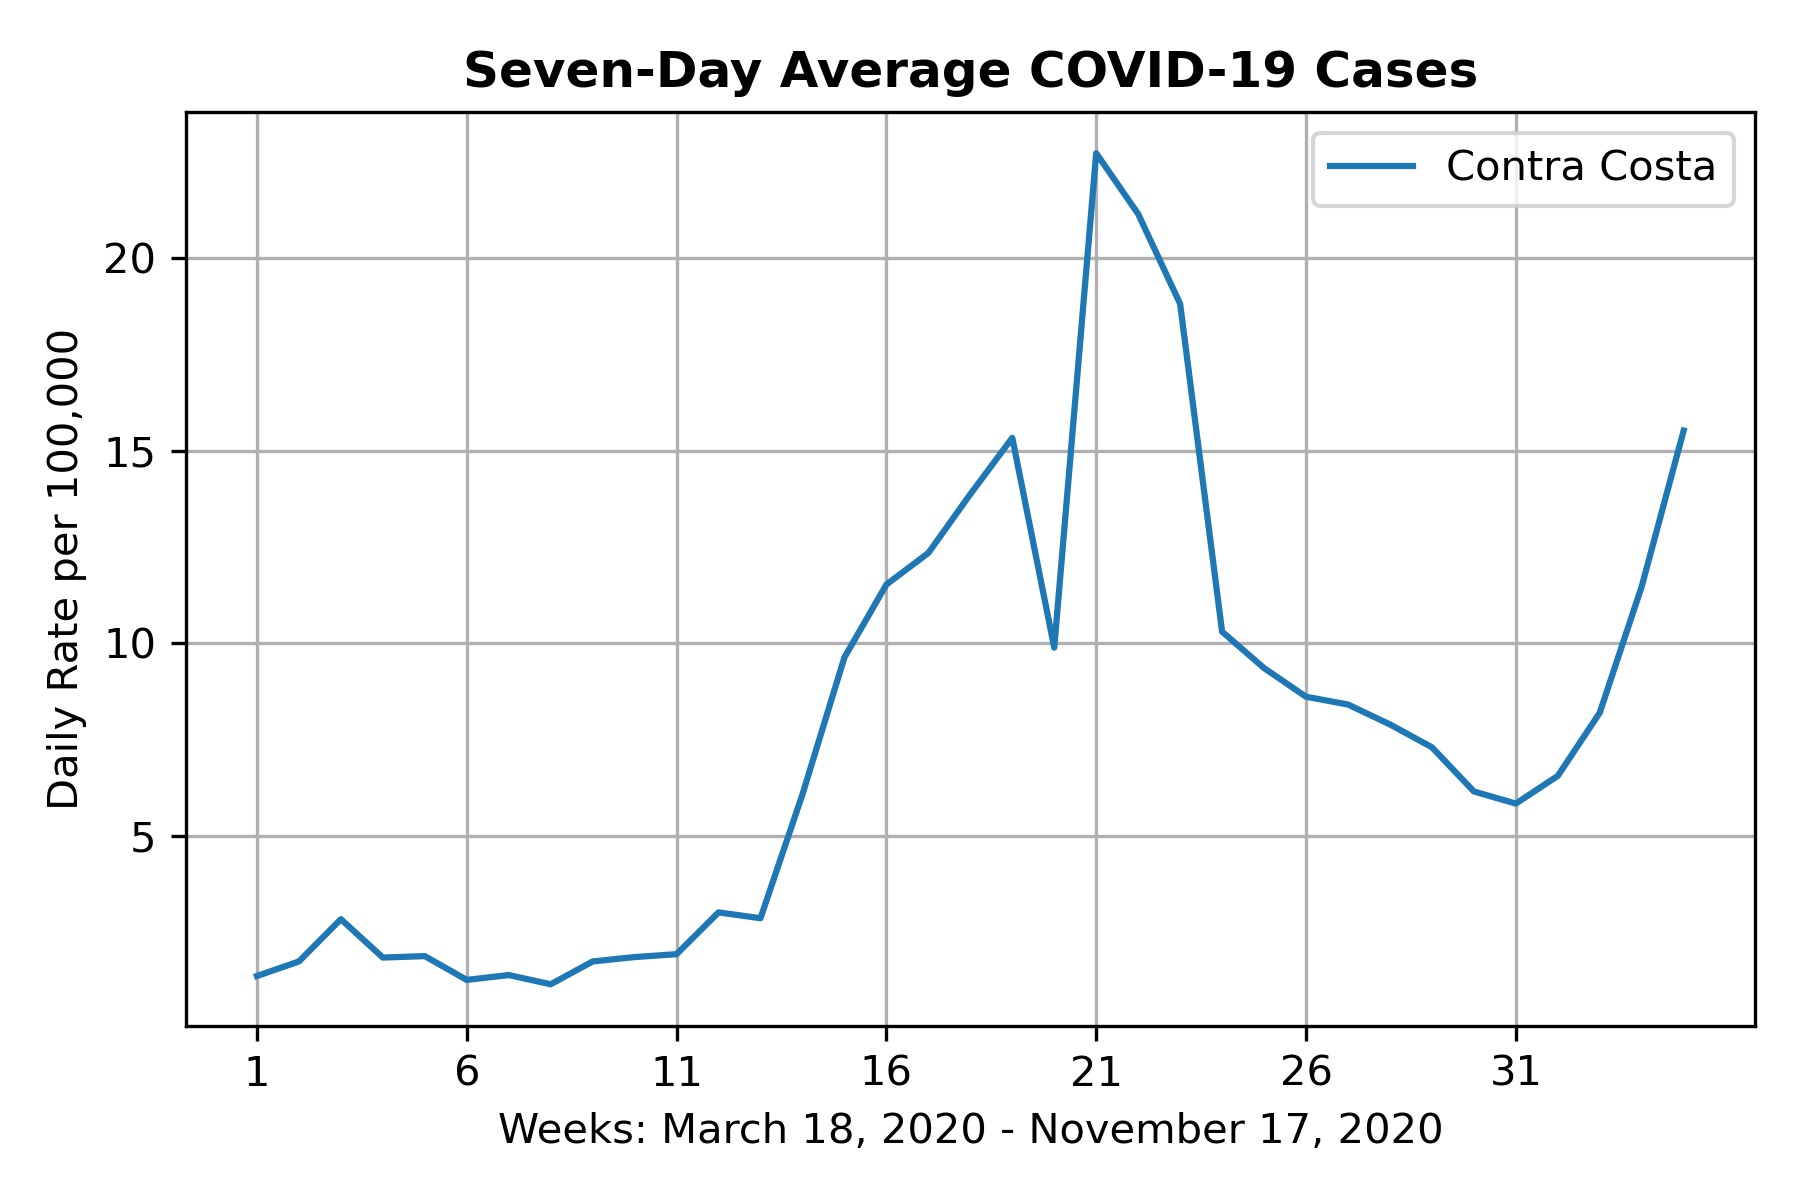 Seven-Day Average COVID-19 Cases
Contra Costa
20
15
10
5
Daily Rate per 100,000
1 6 11 16 21 26 31
Weeks: March 18, 2020 - November 17, 2020